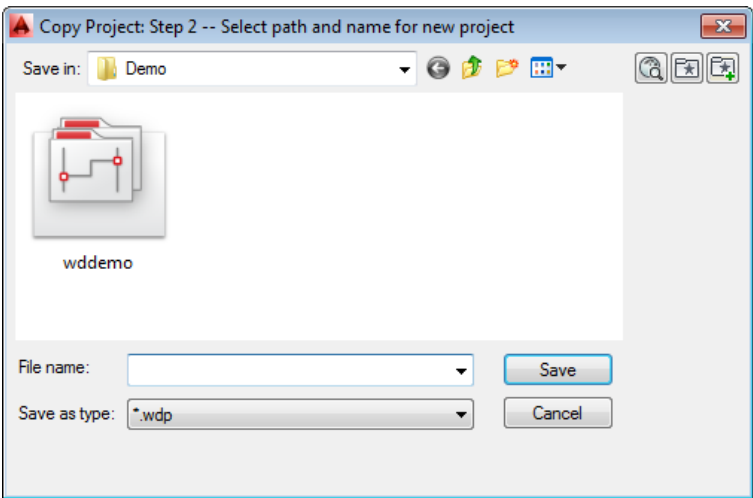 Copy Project: Step 2 -- Select path and name for new project
Save in: Demo
wddemo
File name:
Save
Save as type: *.wdp
Cancel